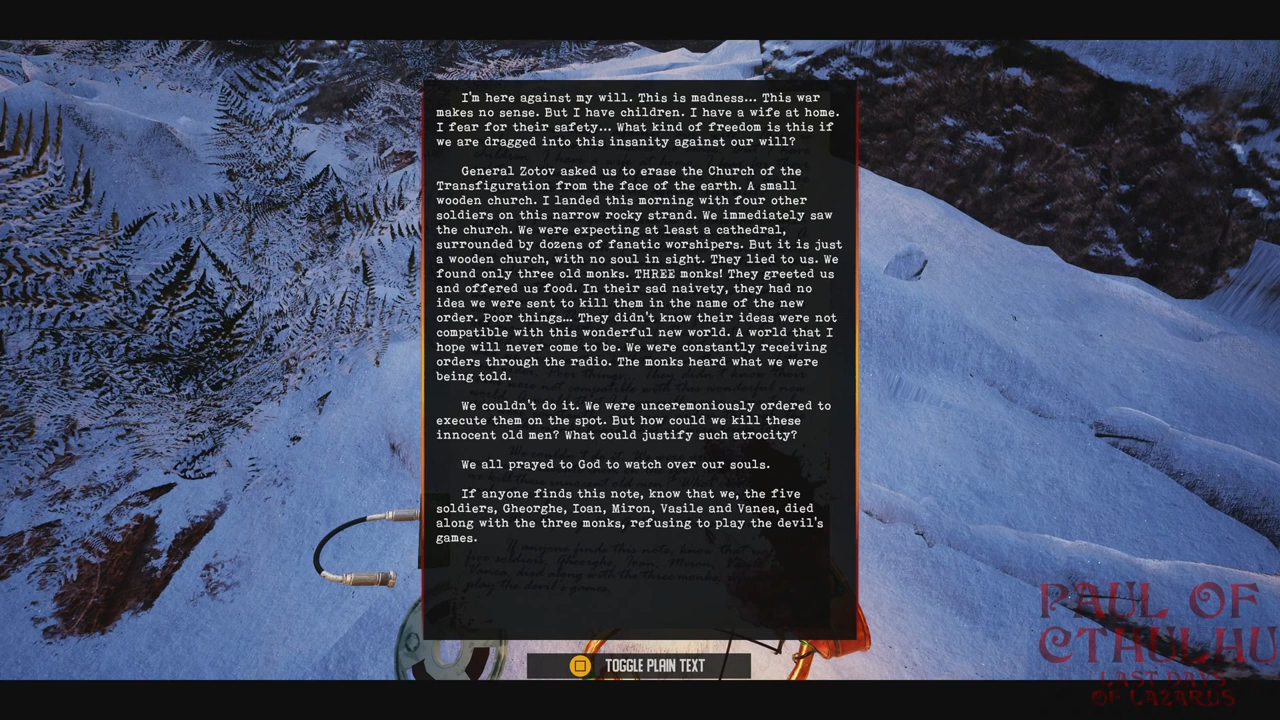 I'm here against my will. This is madness... This war
makes no sense. But I have children. I have a wife at home.
I fear for their safety... What kind of freedom is this if
we are dragged into this insanity against our will?
General Zotov asked us to erase the Church of the
Transfiguration from the face of the earth. A small
wooden church. I landed this morning with four other
soldiers on this narrow rocky strand. We immediately saw
the church. We were expecting at least a cathedral,
surrounded by dozens of fanatic worshipers. But it is just
a wooden church, with no soul in sight. They lied to us. We
found only three old monks. THREE monks! They greeted us
and offered us food. In their sad naivety, they had no
idea we were sent to kill them in the name of the new
order. Poor things... They didn't know their ideas were not
compatible with this wonderful new world. A world that I
hope will never come to be. We were constantly receiving
orders through the radio. The monks heard what we were
being told.
We couldn't do it. We were unceremoniously ordered to
execute them on the spot. But how could we kill these
innocent old men? What could justify such atrocity?
We all prayed to God to watch over our souls.
If anyone finds this note, know that we, the five
soldiers, Gheorghe, Ioan, Miron, Vasile and Vanea, died
along with the three monks, refusing to play the devil's
games.
TOGGLE PLAIN TEXT
PAUL OF
CTHULHU
LAST DAYS
OF LAZARUS